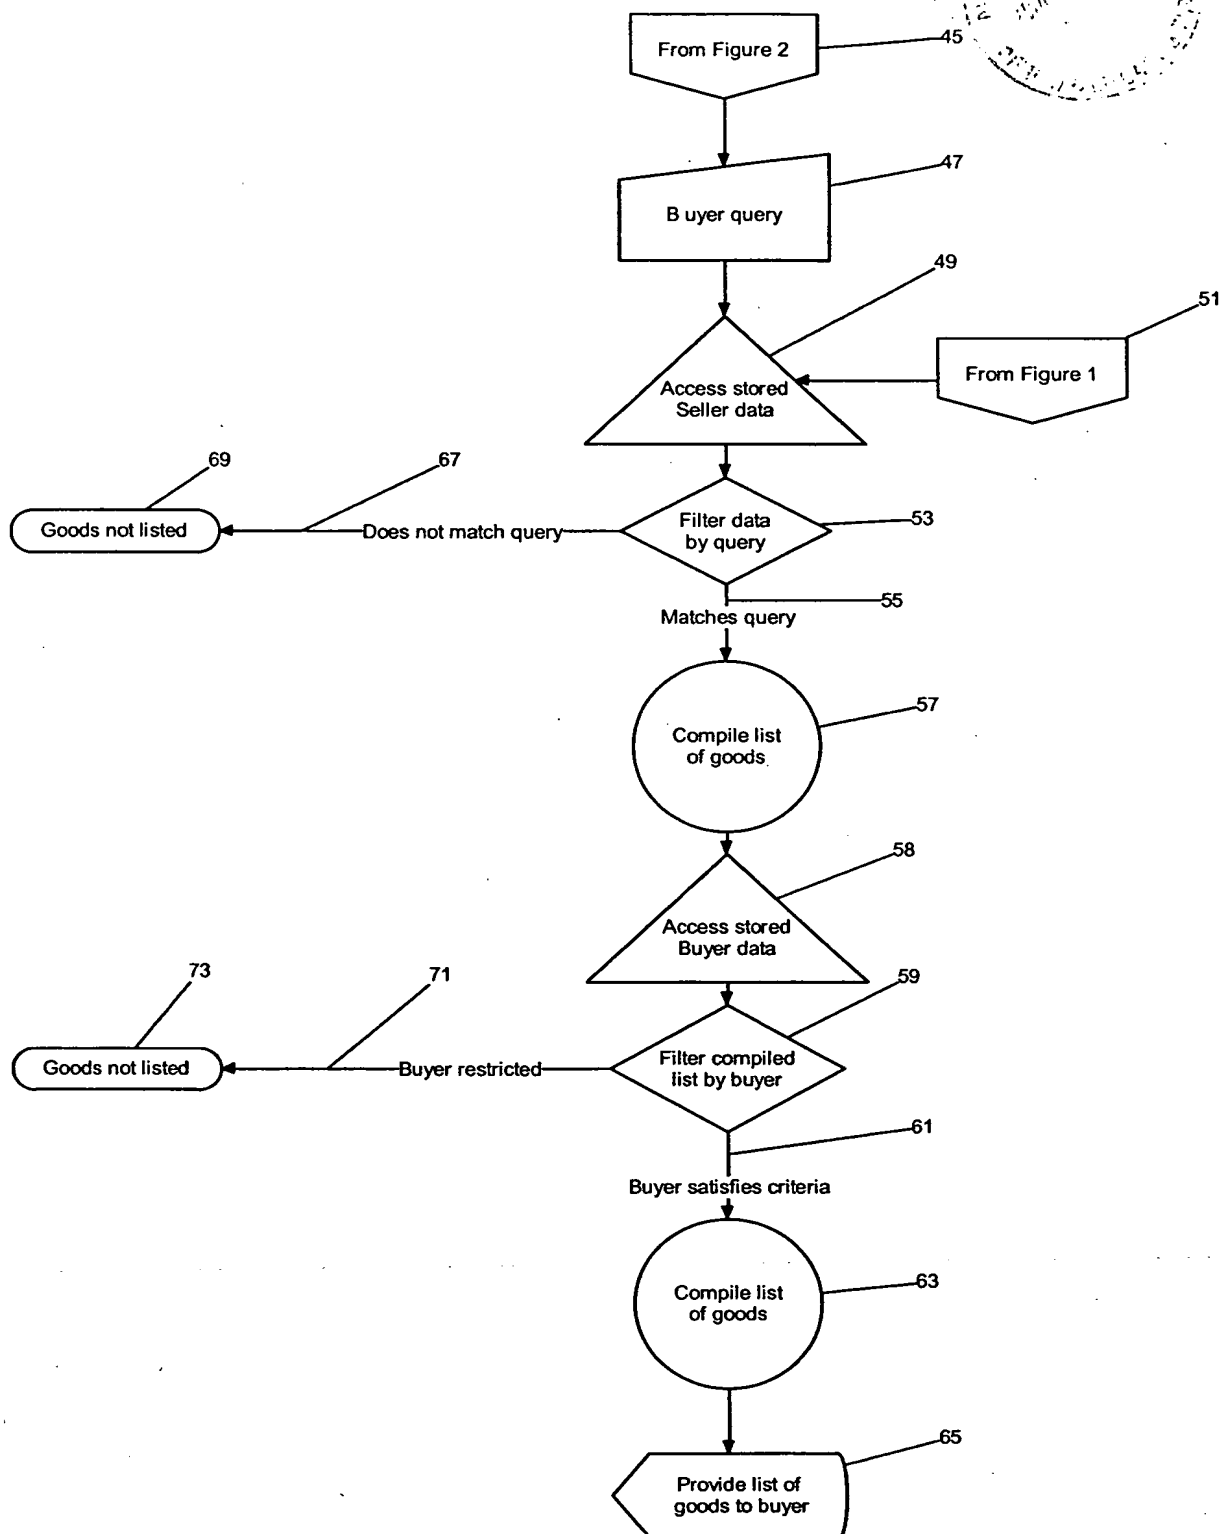 From Figure 2
45
47
B uyer query
49
51
From Figure 1
Access stored
Seller data
69
67
Goods not listed
Does not match query
Filter data
by query
53
55
Matches query
57
Compile list
of goods
58
Access stored
Buyer data
73
71
59
Goods not listed
Buyer restricted
Filter compiled
list by buyer
61
Buyer satisfies criteria
63
Compile list
of goods
65
Provide list of
goods to buyer